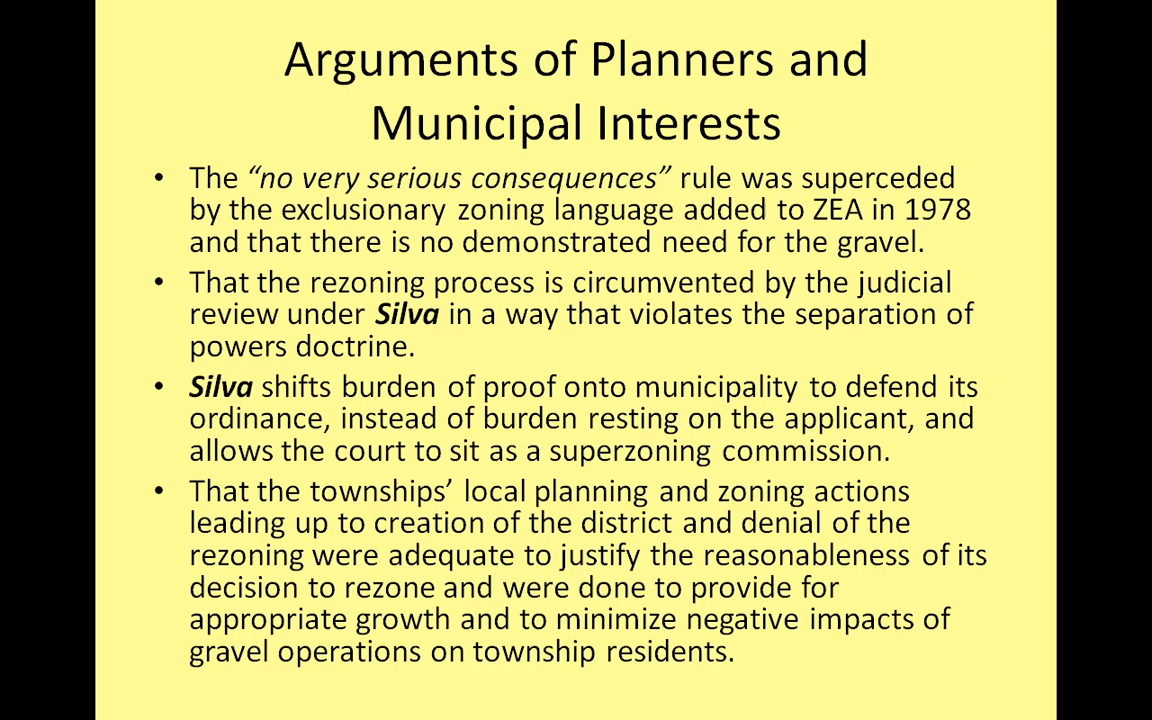 Arguments of Planners and
Municipal Interests
• The “no very serious consequences” rule was superceded
by the exclusionary zoning language added to ZEA in 1978
and that there is no demonstrated need for the gravel.
• That the rezoning process is circumvented by the judicial
review under Silva in a way that violates the separation of
powers doctrine.
• Silva shifts burden of proof onto municipality to defend its
ordinance, instead of burden resting on the applicant, and
allows the court to sit as a superzoning commission.
• That the townships’ local planning and zoning actions
leading up to creation of the district and denial of the
rezoning were adequate to justify the reasonableness of its
decision to rezone and were done to provide for
appropriate growth and to minimize negative impacts of
gravel operations on township residents.